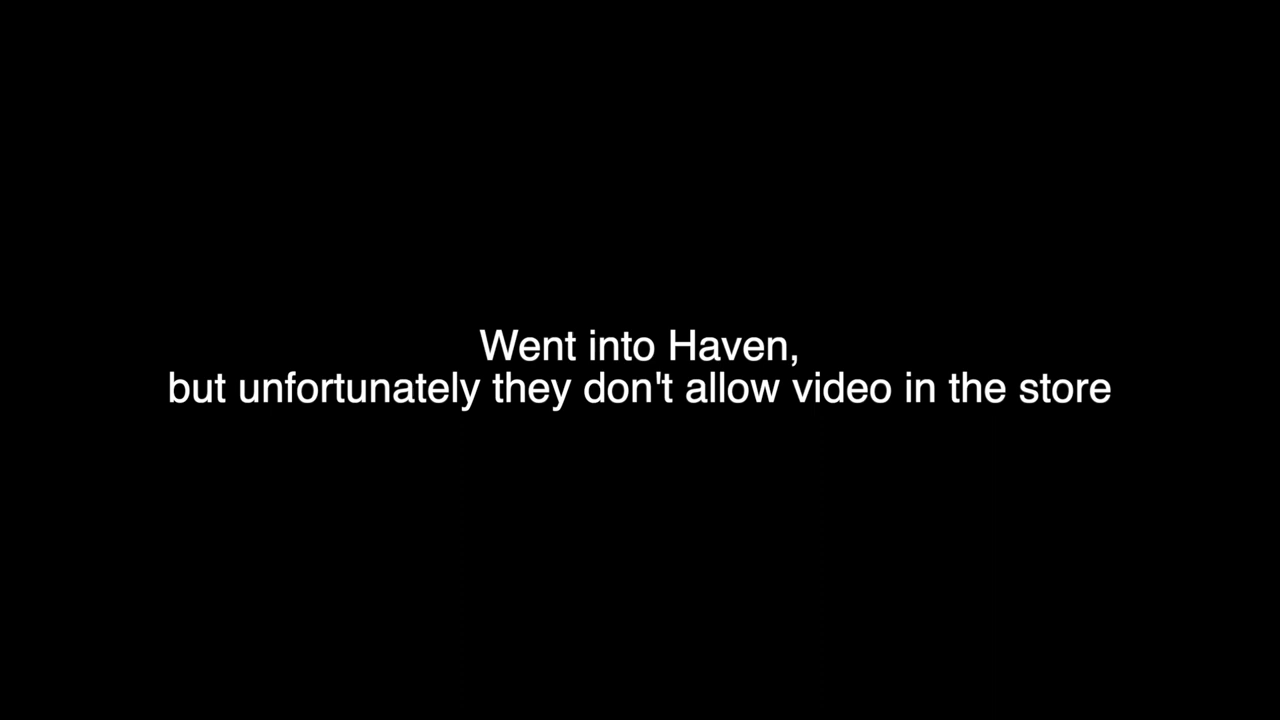 Went into Haven,
but unfortunately they don't allow video in the store